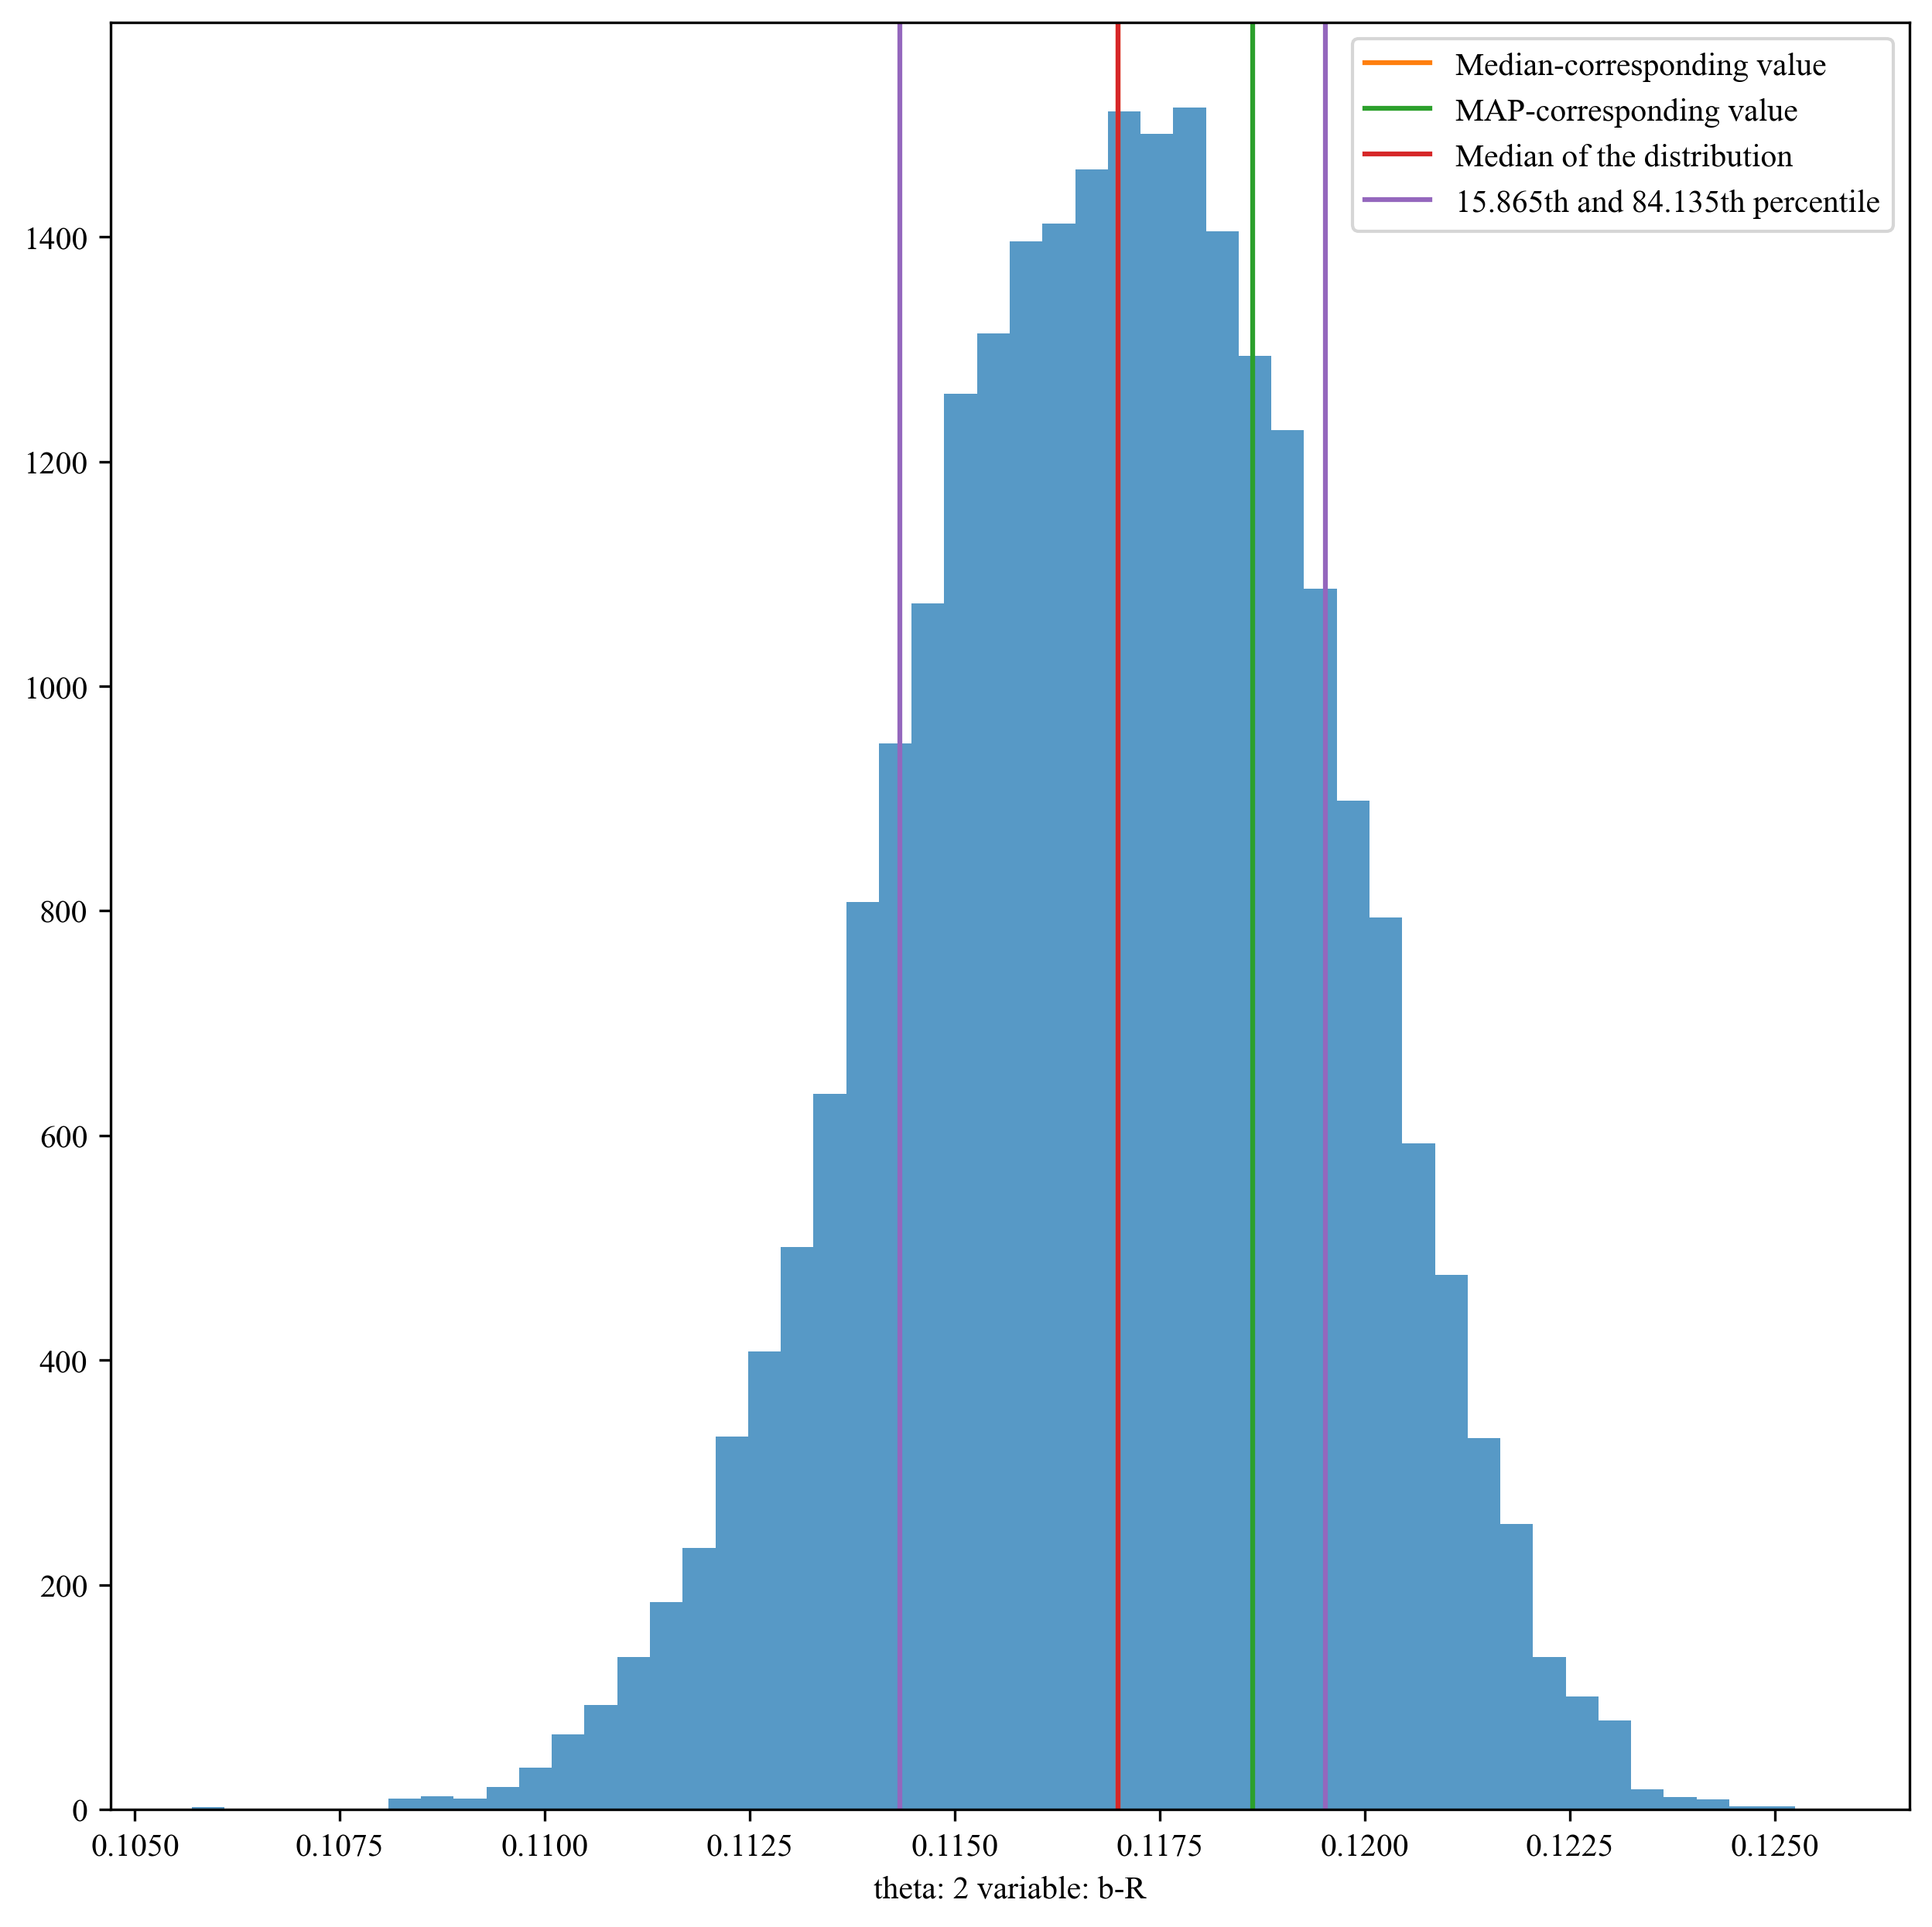 Median-corresponding value
MAP-corresponding value
Median of the distribution
15.865th and 84.135th percentile
1400
1200
1000
800
600
400
200
0
0.1050 0.1075 0.1100 0.1125 0.1150 0.1175 0.1200 0.1225 0.1250
theta: 2 variable: b-R